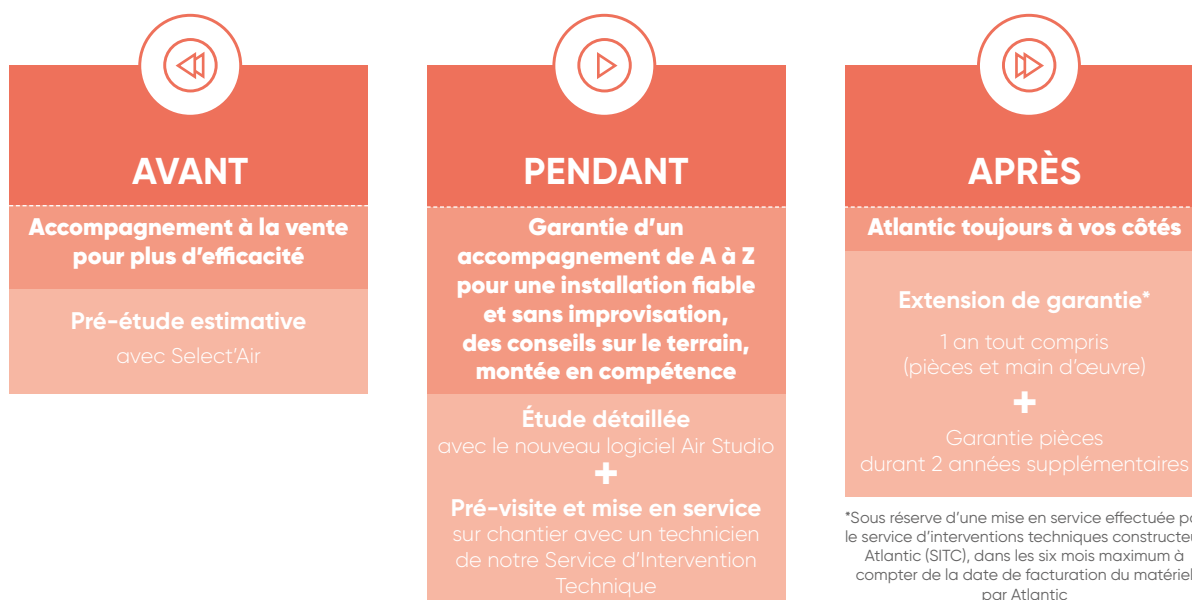 AVANT
Accompagnement à la vente
pour plus d'efficacité
Pré-étude estimative
avec Select'Air
PENDANT
Garantie d'un
accompagnement de A à Z
pour une installation fiable
et sans improvisation,
des conseils sur le terrain,
montée en compétence
Étude détaillée
avec le nouveau logiciel Air Studio
+
Pré-visite et mise en service
sur chantier avec un technicien
de notre Service d'Intervention
Technique
APRÈS
Atlantic toujours à vos côtés
Extension de garantie*
1 an tout compris
(pièces et main d'œuvre)
+
Garantie pièces
durant 2 années supplémentaires
*Sous réserve d'une mise en service effectuée
le service d'interventions techniques
Atlantic (SITC), dans les six mois maximum à
compter de la date de facturation du matériel
par Atlantic